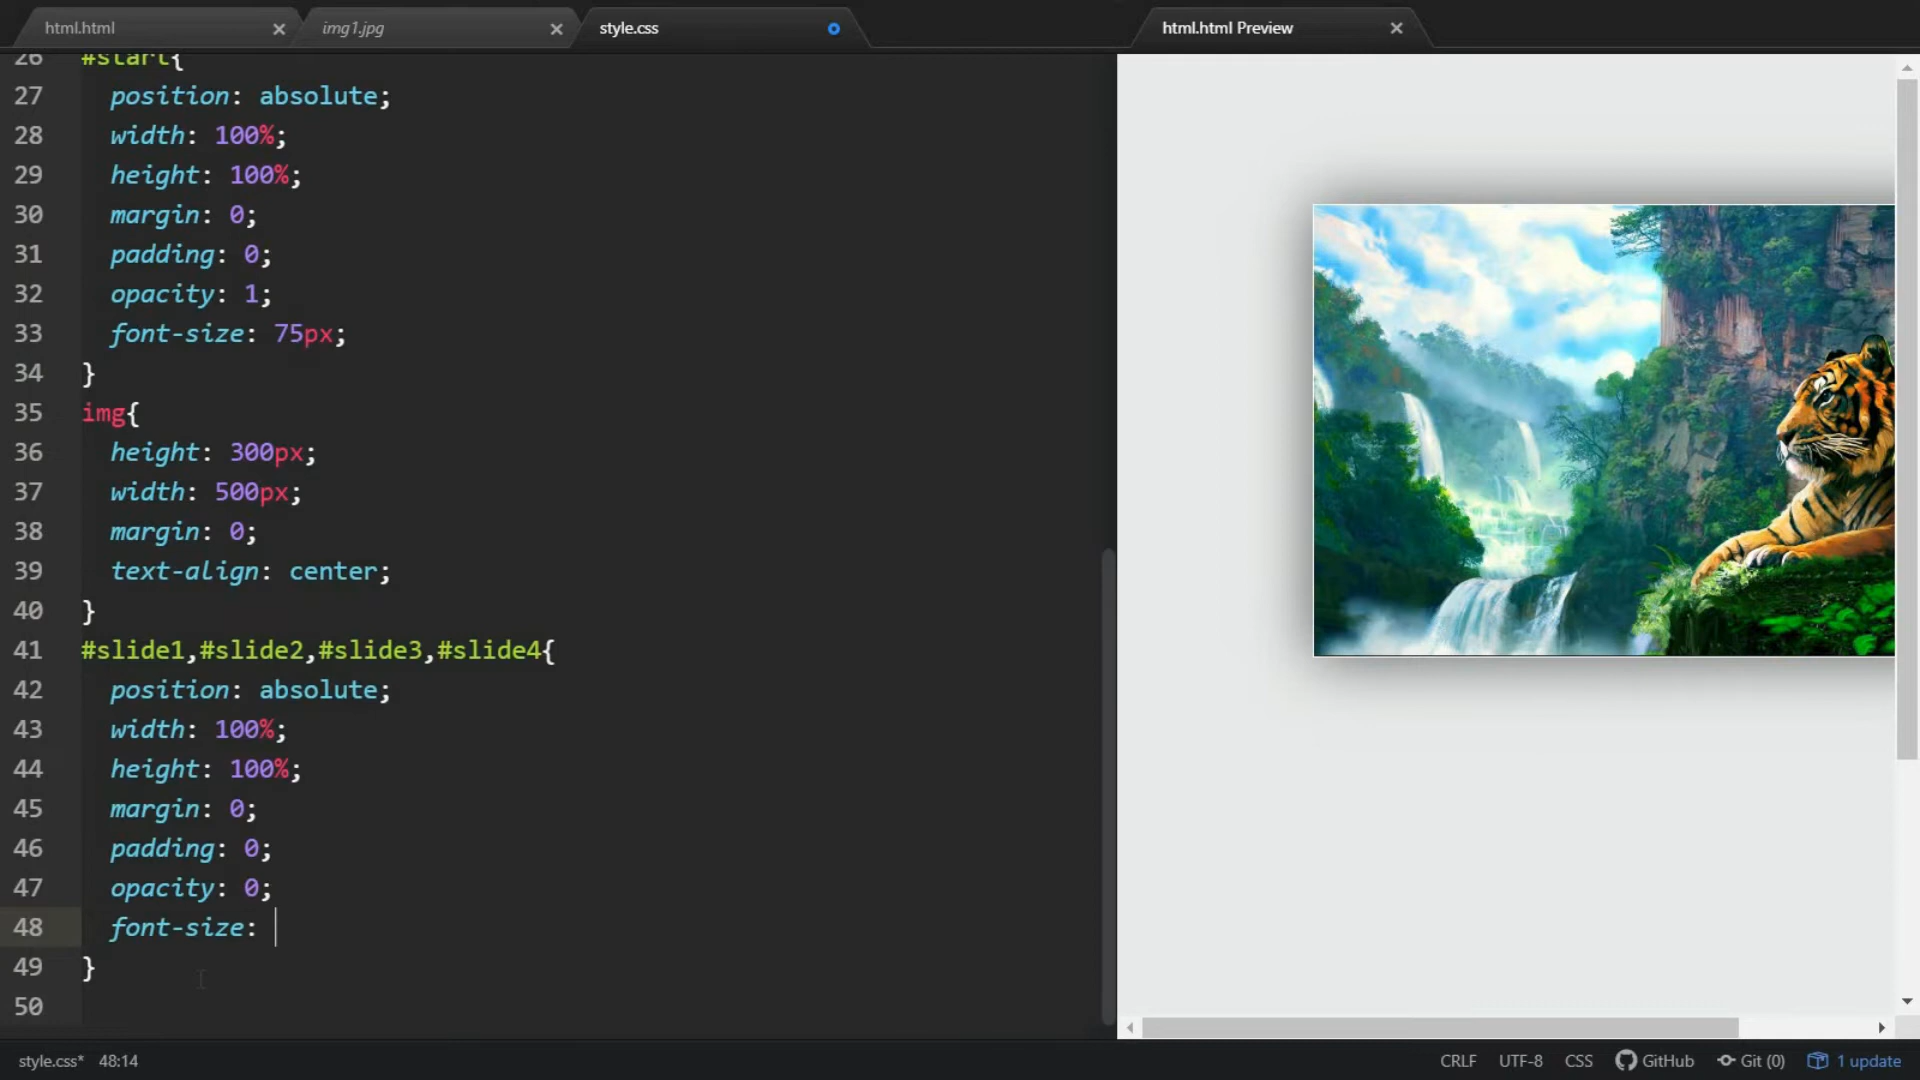 html.html
img1.jpg
style.css
html.html Preview
26 #start{
27 position: absolute;
28 width: 100%;
29 height: 100%;
30 margin: 0;
31 padding: 0;
32 opacity: 1;
33 font-size: 75px;
34 }
35 img{
36 height: 300px;
37 width: 500px;
38 margin: 0;
39 text-align: center;
40 }
41 #slide1,#slide2,#slide3,#slide4{
42 position: absolute;
43 width: 100%;
44 height: 100%;
45 margin: 0;
46 padding: 0;
47 opacity: 0;
48 font-size:
49 }
50
style.css* 48:14
CRLF UTF-8 CSS GitHub Git (0) 1 update